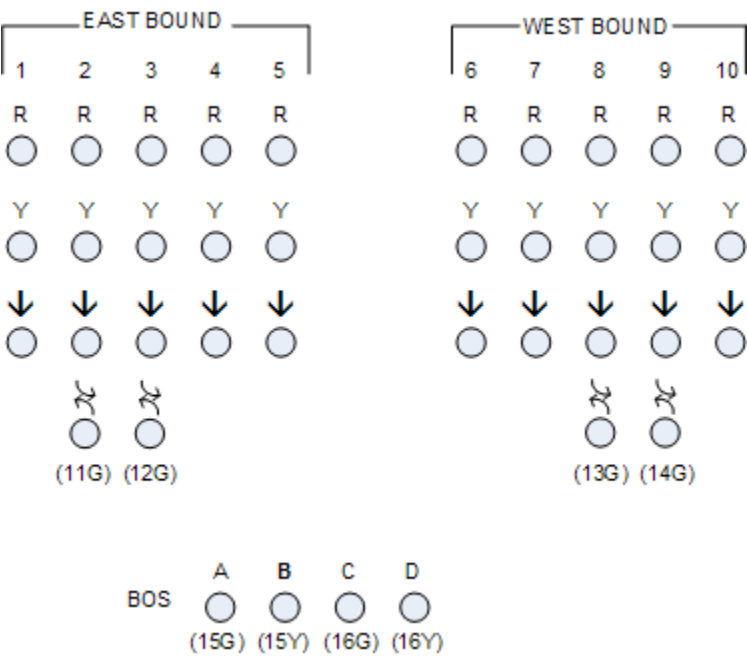 EAST BOUND WEST BOUND
1 2 3 4 5 6 7 8 9 10
R R R R R R R R R R
Y Y Y Y Y Y Y Y Y Y
(11G) (12G) (13G) (14G)
A B C D
BOS
(15G) (15Y) (16G) (16Y)